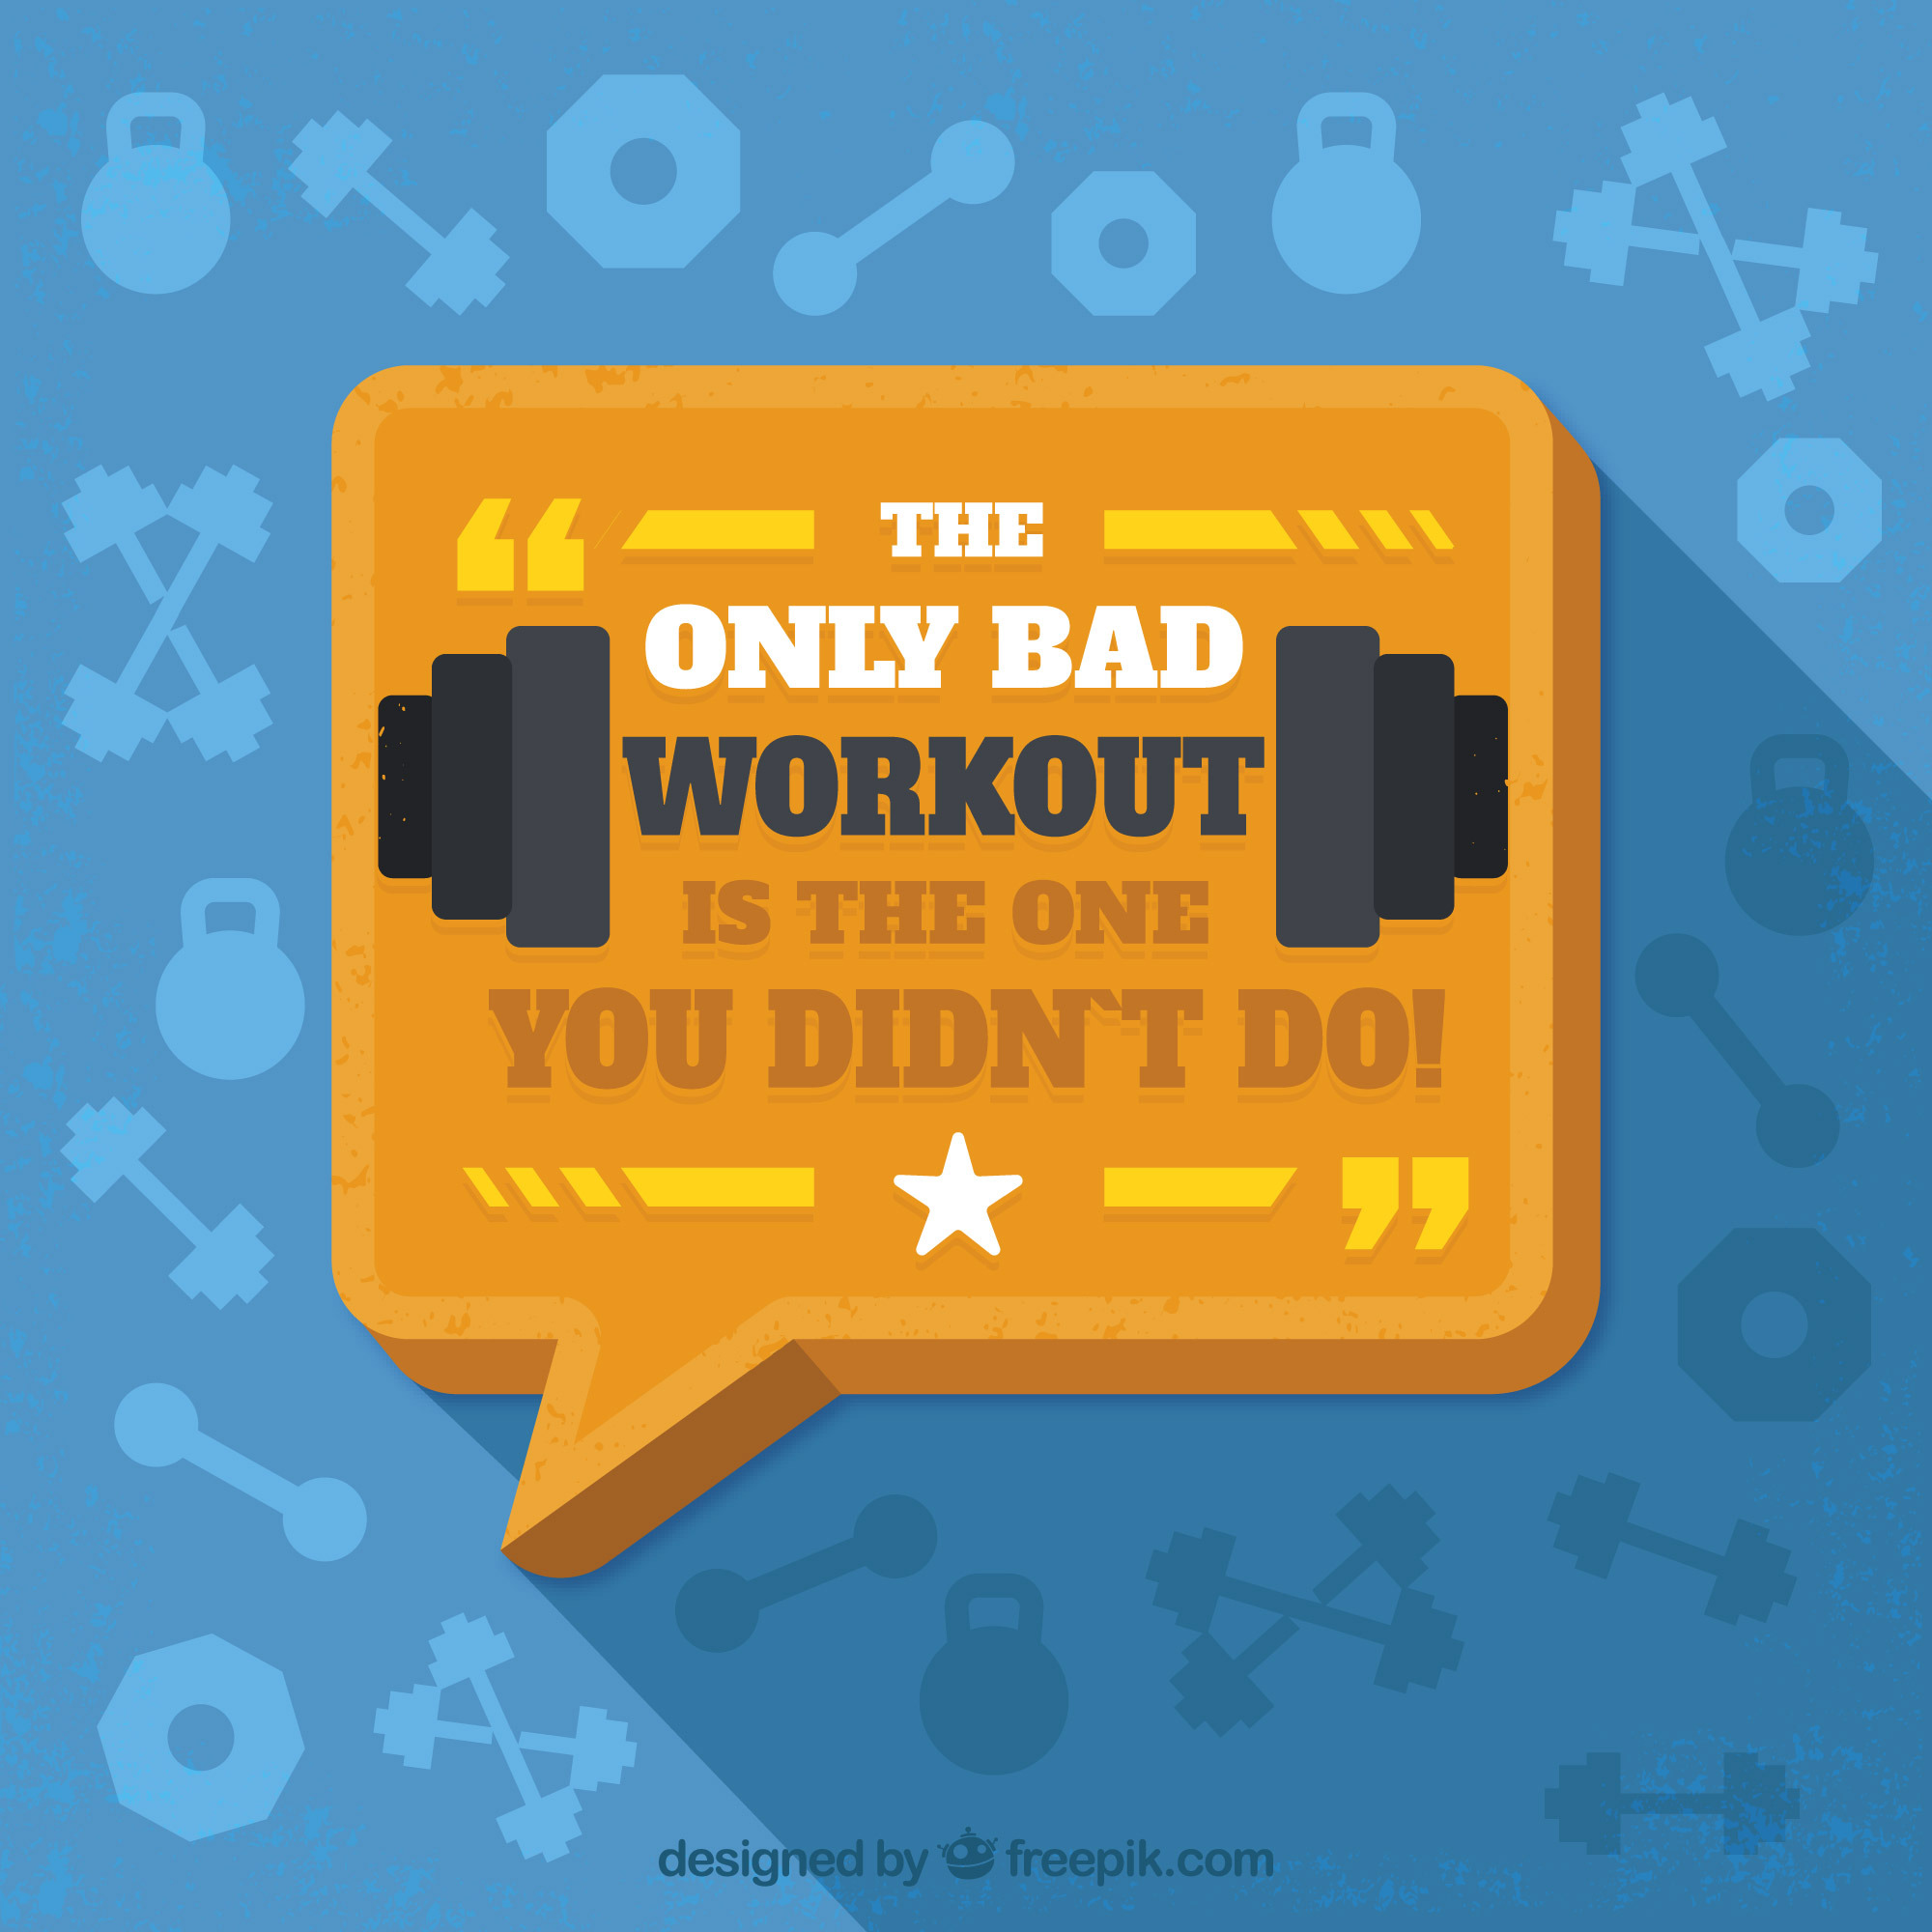 “ THE
ONLY BAD
WORKOUT
IS THE ONE
YOU DIDN`T DO!
”
designed by freepik.com